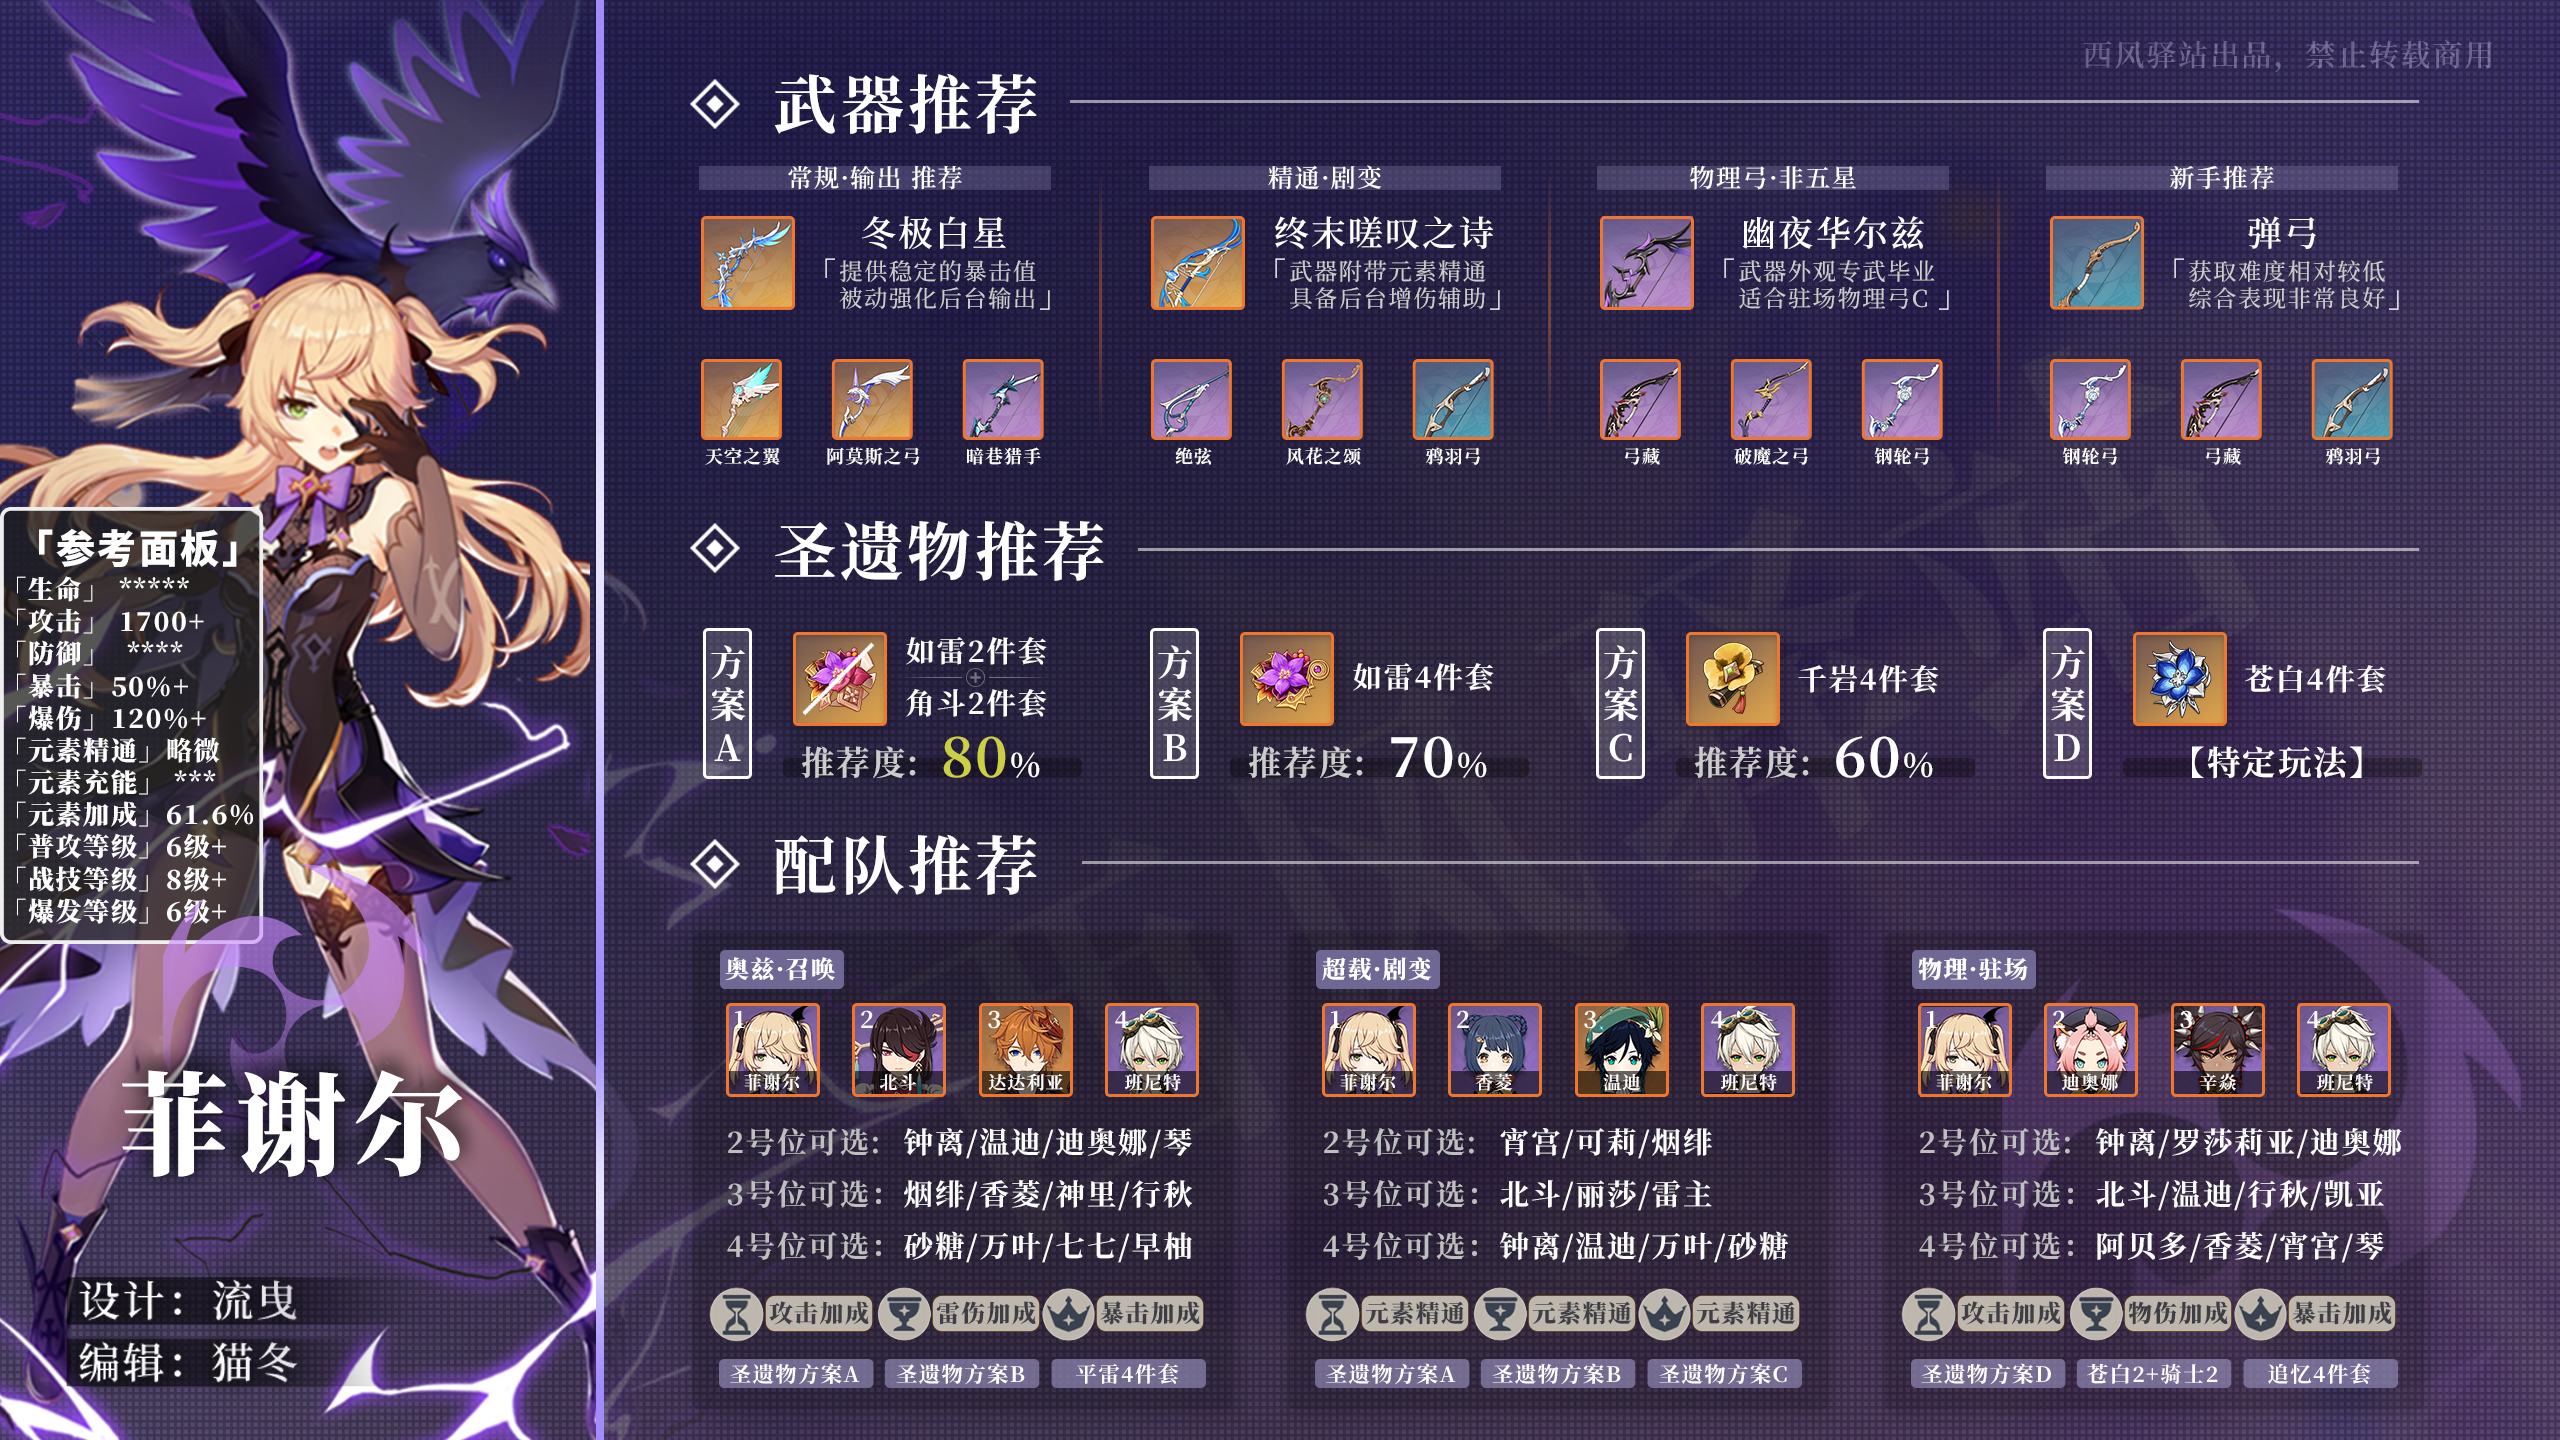 西风驿站出品，禁止转载商用
武器推荐
常规·输出 推荐
冬极白星
「提供稳定的暴击值
被动强化后台输出」
天空之翼 阿莫斯之弓 暗巷猎手
精通·剧变
终末嗟叹之诗
「武器附带元素精通
具备后台增伤辅助」
绝弦 风花之颂 鸦羽弓
物理弓·非五星
幽夜华尔兹
「武器外观专武毕业
适合驻场物理弓C 」
弓藏 破魔之弓 钢轮弓
新手推荐
弹弓
「获取难度相对较低
综合表现非常良好」
钢轮弓 弓藏 鸦羽弓
圣遗物推荐
方案A
如雷2件套
角斗2件套
推荐度：80%
方案B
如雷4件套
推荐度：70%
方案C
千岩4件套
推荐度：60%
方案D
苍白4件套
【特定玩法】
配队推荐
奥兹·召唤
1 2 3 4
菲谢尔 北斗 达达利亚 班尼特
2号位可选：钟离/温迪/迪奥娜/琴
3号位可选：烟绯/香菱/神里/行秋
4号位可选：砂糖/万叶/七七/早柚
攻击加成 雷伤加成 暴击加成
圣遗物方案A 圣遗物方案B 平雷4件套
超载·剧变
1 2 3 4
菲谢尔 香菱 温迪 班尼特
2号位可选：宵宫/可莉/烟绯
3号位可选：北斗/丽莎/雷主
4号位可选：钟离/温迪/万叶/砂糖
元素精通 元素精通 元素精通
圣遗物方案A 圣遗物方案B 圣遗物方案C
物理·驻场
1 2 3 4
菲谢尔 迪奥娜 辛焱 班尼特
2号位可选：钟离/罗莎莉亚/迪奥娜
3号位可选：北斗/温迪/行秋/凯亚
4号位可选：阿贝多/香菱/宵宫/琴
攻击加成 物伤加成 暴击加成
圣遗物方案D 苍白2+骑士2 追忆4件套
「参考面板」
「生命」 *****
「攻击」 1700+
「防御」 ****
「暴击」50%+
「爆伤」120%+
「元素精通」略微
「元素充能」 ***
「元素加成」61.6%
「普攻等级」6级+
「战技等级」8级+
「爆发等级」6级+
菲谢尔
设计：流曳
编辑：猫冬